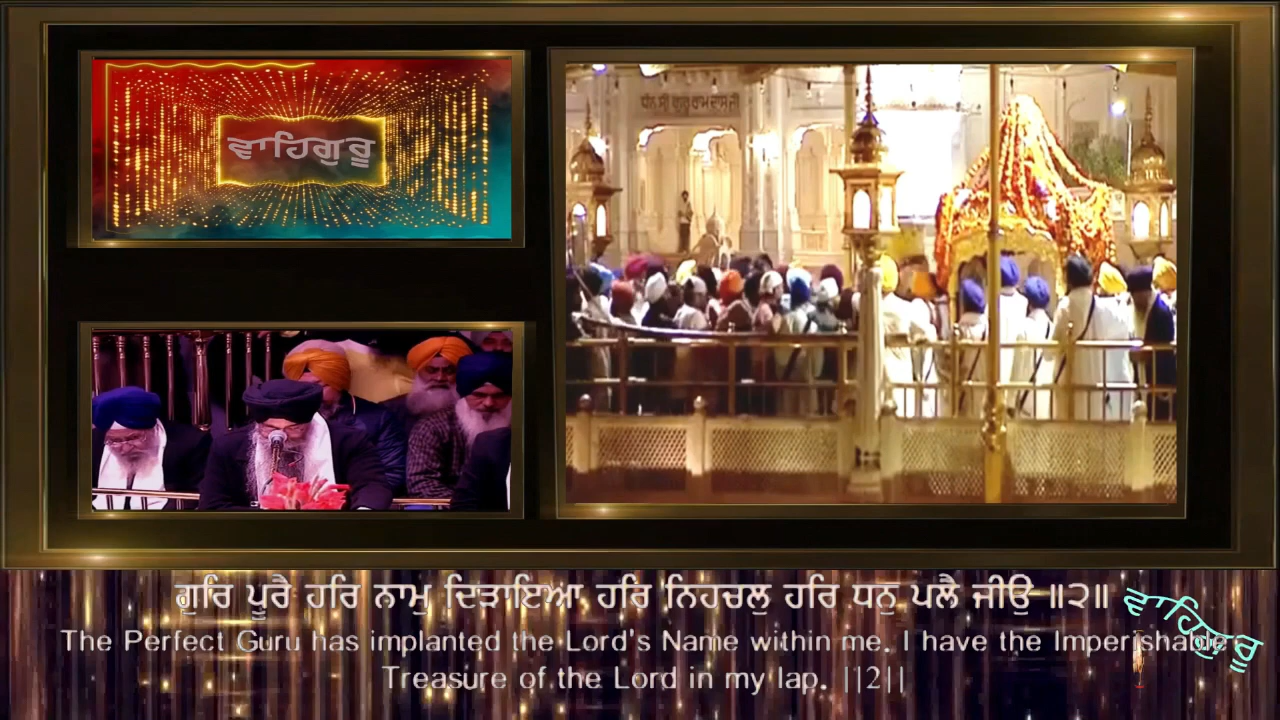 ਵਾਹਿਗੁਰੂ
ਧੰਨ ਸ੍ਰੀ ਗੁਰੂ ਰਾਮਦਾਸ ਜੀ
ਗੁਰਿ ਪੂਰੈ ਹਰਿ ਨਾਮੁ ਦਿੜਾਇਆ ਹਰਿ ਨਿਹਚਲੁ ਹਰਿ ਧਨੁ ਪਲੈ ਜੀਉ ॥੨॥
ਵਾਹਿਗੁਰੂ
The Perfect Guru has implanted the Lord's Name within me. I have the Imperishable
Treasure of the Lord in my lap. ||2||